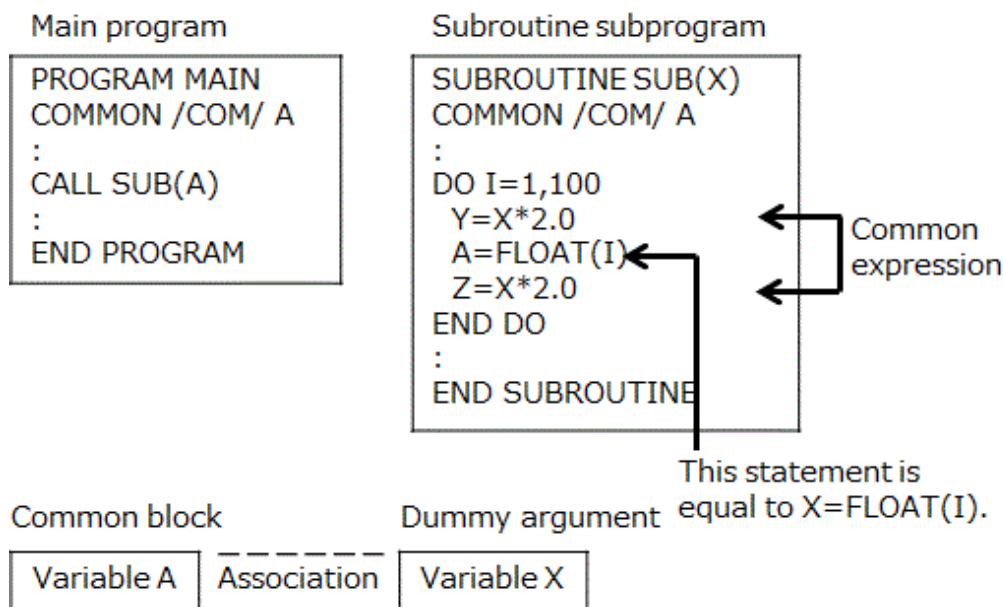 Main program
PROGRAM MAIN
COMMON /COM/ A
:
CALL SUB(A)
:
END PROGRAM
Subroutine subprogram
SUBROUTINE SUB(X)
COMMON /COM/ A
:
DO I=1,100
Y=X*2.0
A=FLOAT(I)
Z=X*2.0
END DO
:
END SUBROUTINE
Common
expression
This statement is
equal to X=FLOAT(I).
Common block
Dummy argument
Variable A
Association
Variable X